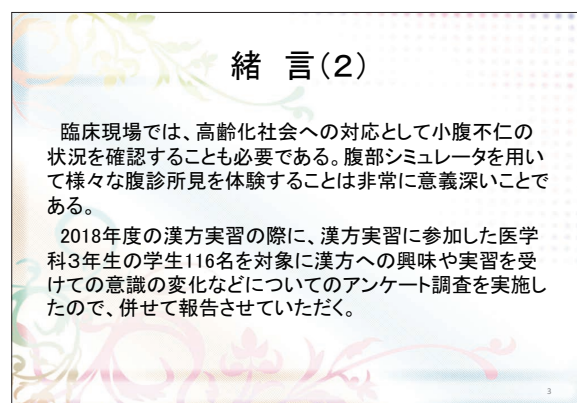 緒 言(2)
臨床現場では、高齢化社会への対応として小腹不仁の
状況を確認することも必要である。腹部シミュレータを用い
て様々な腹診所見を体験することは非常に意義深いことで
ある。
2018年度の漢方実習の際に、漢方実習に参加した医学
科3年生の学生116名を対象に漢方への興味や実習を受
けての意識の変化などについてのアンケート調査を実施し
たので、併せて報告させていただく。
3